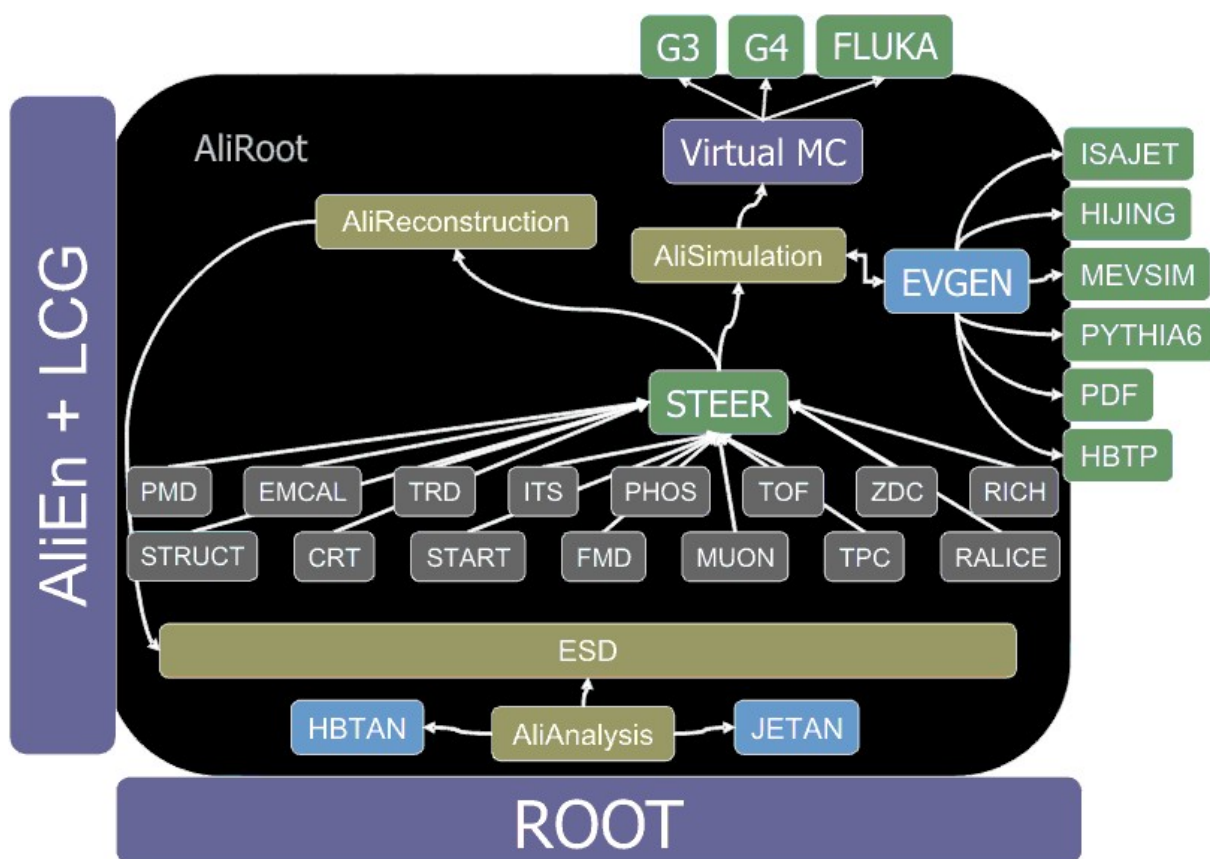 G3
G4
FLUKA
AliRoot
Virtual MC
ISAJET
HIJING
MEVSIM
PYTHIA6
PDF
HBTP
AliReconstruction
AliSimulation
EVGEN
AliEn + LCG
STEER
PMD
EMCAL
TRD
ITS
PHOS
TOF
ZDC
RICH
STRUCT
CRT
START
FMD
MUON
TPC
RALICE
ESD
HBTAN
AliAnalysis
JETAN
ROOT